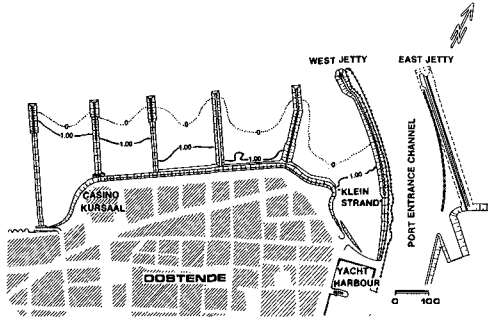 WEST JETTY
EAST JETTY
0
0
0
0
0
1.00
1.00
1.00
1.00
1.00
CASINO
KURSAAL
"KLEIN
STRAND"
PORT ENTRANCE CHANNEL
OOSTENDE
YACHT
HARBOUR
0 100